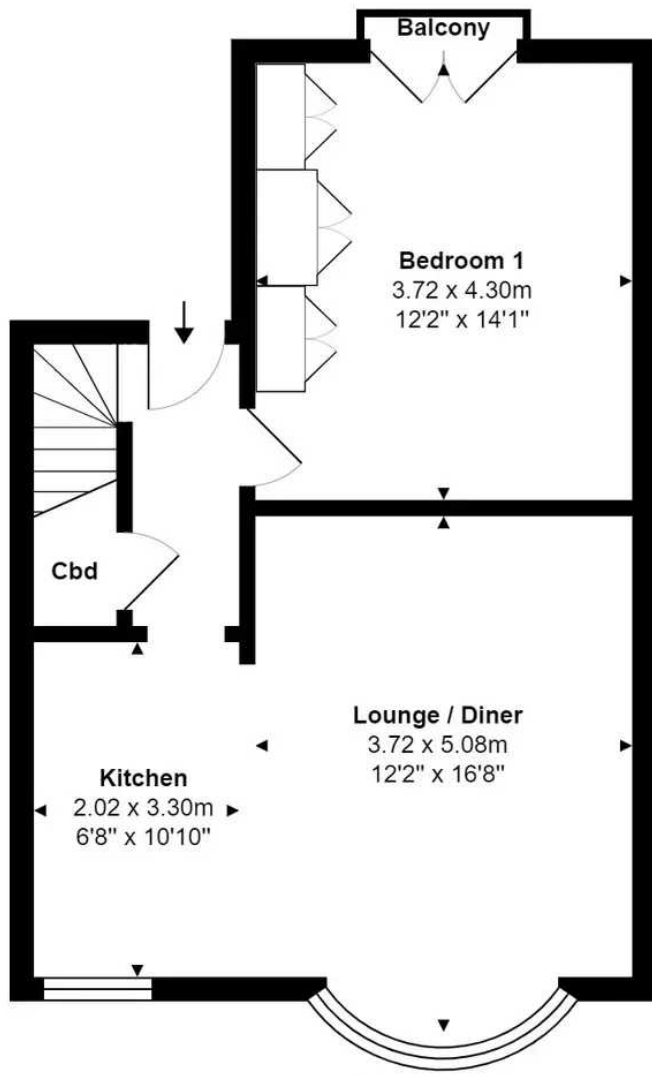 Balcony
Bedroom 1
3.72 x 4.30m
12'2" x 14'1"
Cbd
Lounge / Diner
3.72 x 5.08m
12'2" x 16'8"
Kitchen
2.02 x 3.30m
6'8" x 10'10"